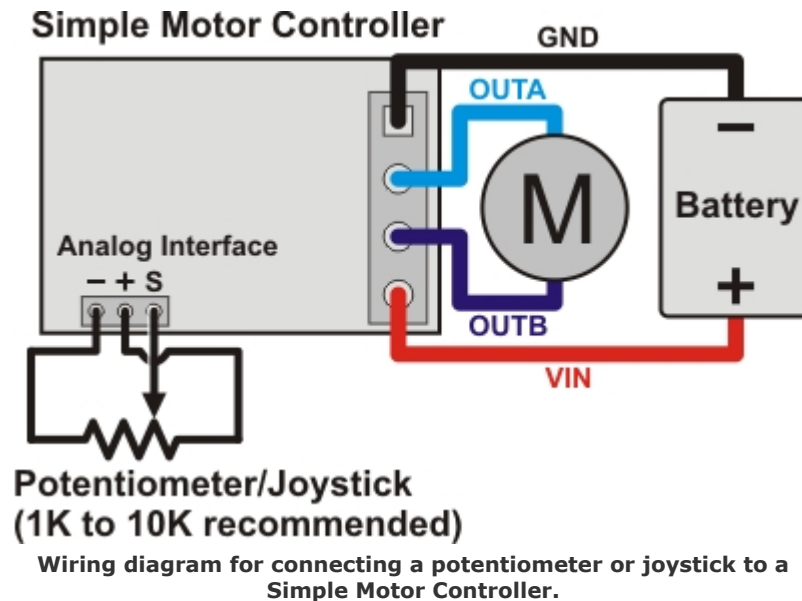 Simple Motor Controller
GND
OUTA
M
−
Battery
+
Analog Interface
− + S
OUTB
VIN
Potentiometer/Joystick
(1K to 10K recommended)
Wiring diagram for connecting a potentiometer or joystick to a
Simple Motor Controller.